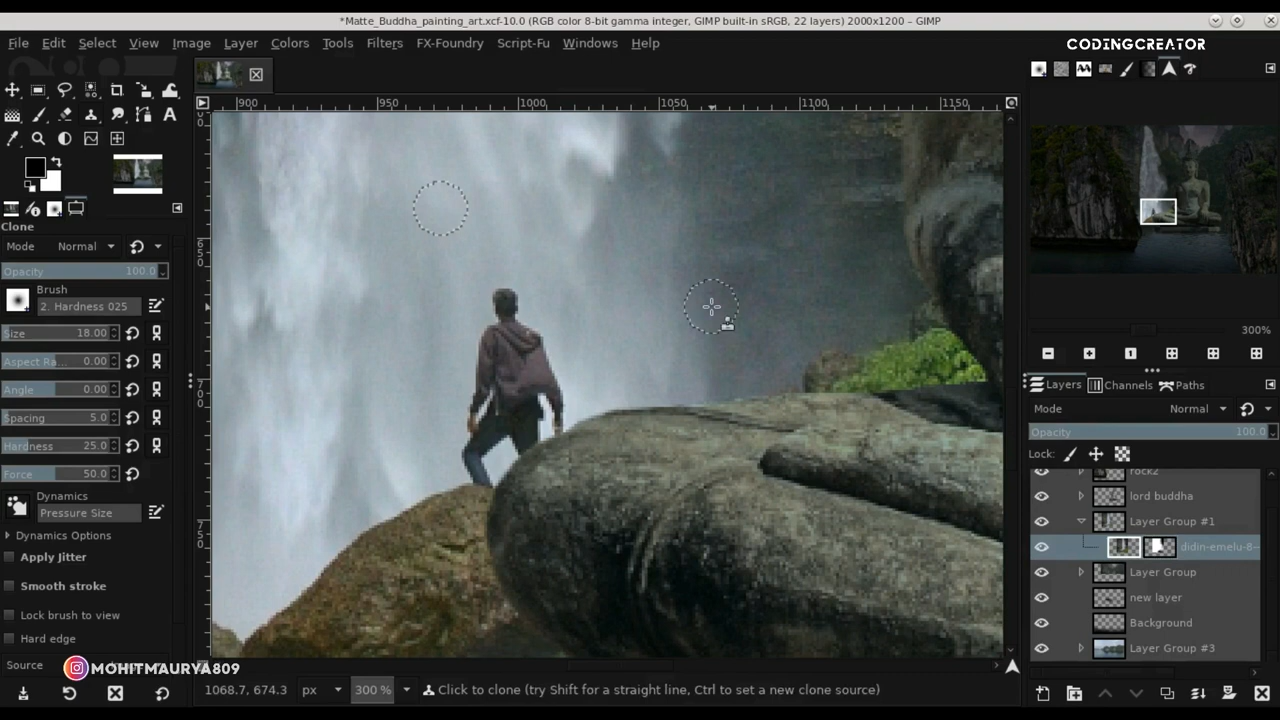 *Matte_Buddha_painting_art.xcf-10.0 (RGB color 8-bit gamma integer, GIMP built-in sRGB, 22 layers) 2000x1200 – GIMP
File Edit Select View Image Layer Colors Tools Filters FX-Foundry Script-Fu Windows Help
CODINGCREATOR
900 950 1000 1050 1100 1150
Clone
Mode Normal
Opacity 100.0
Brush
2. Hardness 025
Size 18.00
Aspect Ra... 0.00
Angle 0.00
Spacing 5.0
Hardness 25.0
Force 50.0
Dynamics
Pressure Size
Dynamics Options
Apply Jitter
Smooth stroke
Lock brush to view
Hard edge
Source
MOHITMAURYA809
650
700
750
1068.7, 674.3 px 300 % Click to clone (try Shift for a straight line, Ctrl to set a new clone source)
300%
Layers Channels Paths
Mode Normal
Opacity 100.0
Lock:
rock2
lord buddha
Layer Group #1
didin-emelu-8--
Layer Group
new layer
Background
Layer Group #3